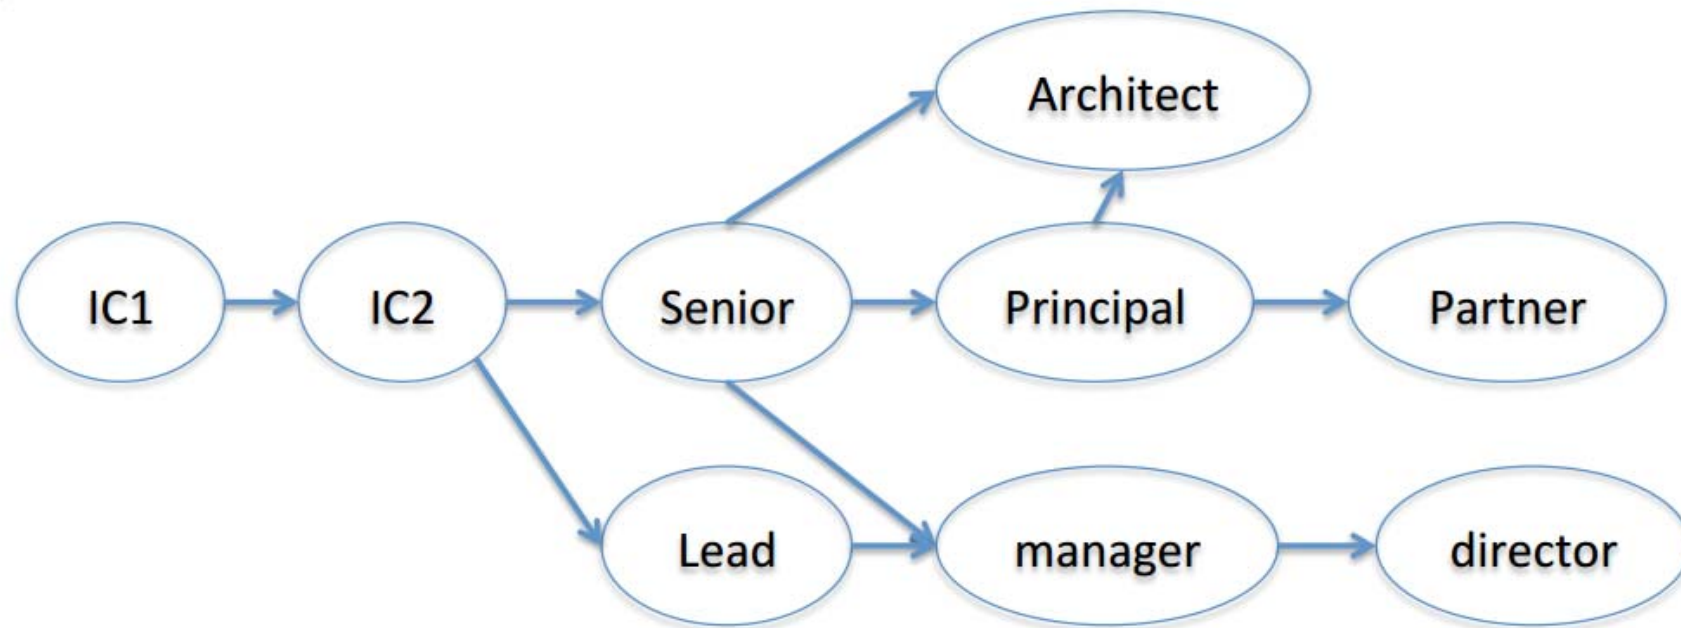 Architect
IC1
IC2
Senior
Principal
Partner
Lead
manager
director